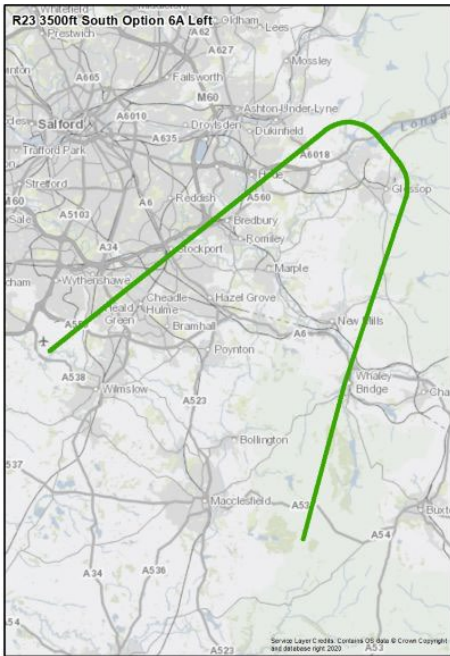 R23 3500ft South Option 6A Left
Whitefield
Prestwich
A62
Oldham
Lees
A627
Mossley
A665
Failsworth
M60
Ashton-Under-Lyne
Salford
A6010
Droylsden
Dukinfield
Trafford Park
A635
A6018
Stretford
Hyde
Glossop
M60
A6
Reddish
A560
Sale
A5103
Bredbury
A34
Romiley
Stockport
Marple
Wythenshawe
Cheadle
Hulme
Hazel Grove
Heald
Green
New Mills
Bramhall
A6
Poynton
A538
Whaley
Bridge
Wilmslow
A523
Bollington
A537
Macclesfield
A54
A34
A536
A523
A54
A53
Service Layer Credits: Contains OS data © Crown Copyright
and database right 2020